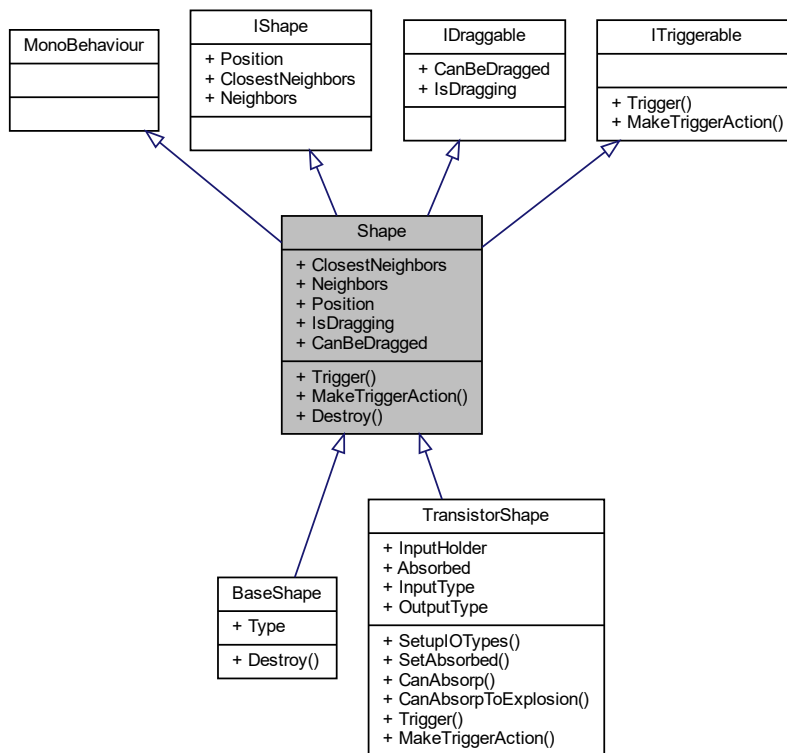 MonoBehaviour
IShape
+ Position
+ ClosestNeighbors
+ Neighbors
IDraggable
+ CanBeDragged
+ IsDragging
ITriggerable
+ Trigger()
+ MakeTriggerAction()
Shape
+ ClosestNeighbors
+ Neighbors
+ Position
+ IsDragging
+ CanBeDragged
+ Trigger()
+ MakeTriggerAction()
+ Destroy()
BaseShape
+ Type
+ Destroy()
TransistorShape
+ InputHolder
+ Absorbed
+ InputType
+ OutputType
+ SetupIOTypes()
+ SetAbsorbed()
+ CanAbsorp()
+ CanAbsorpToExplosion()
+ Trigger()
+ MakeTriggerAction()